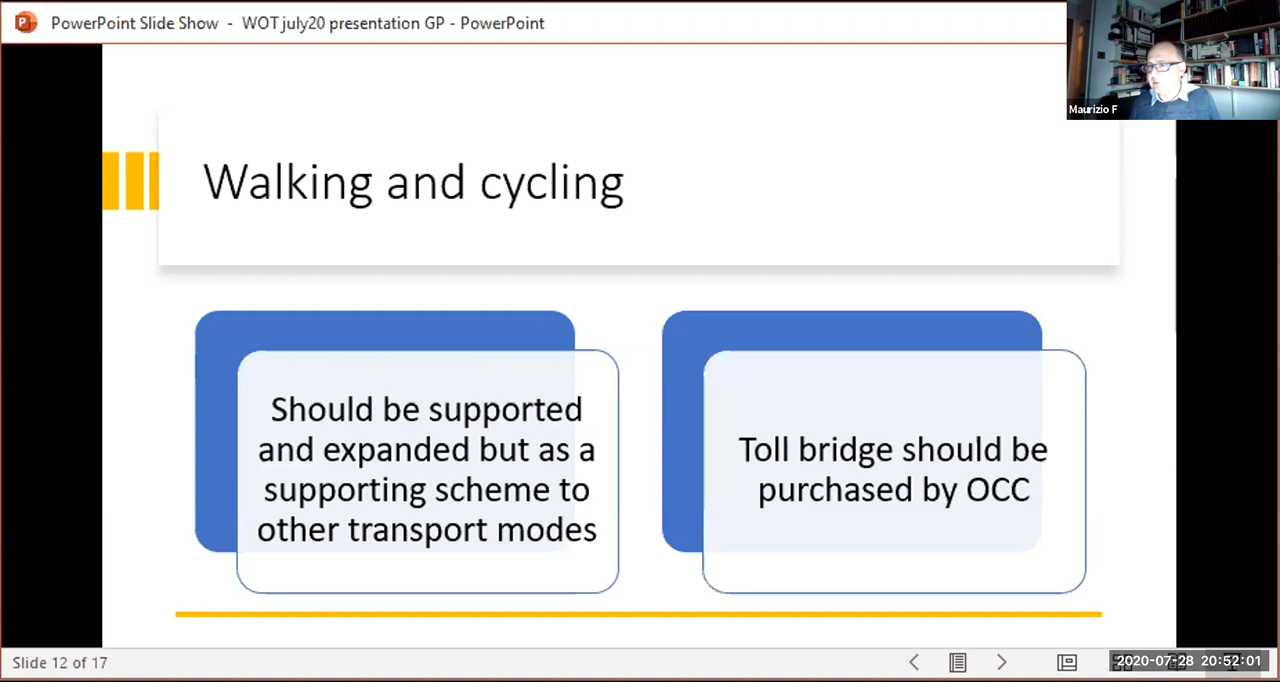 PowerPoint Slide Show - WOT july20 presentation GP - PowerPoint
Maurizio F
Walking and cycling
Should be supported
and expanded but as a
supporting scheme to
other transport modes
Toll bridge should be
purchased by OCC
Slide 12 of 17
2020-07-28 20:52:01